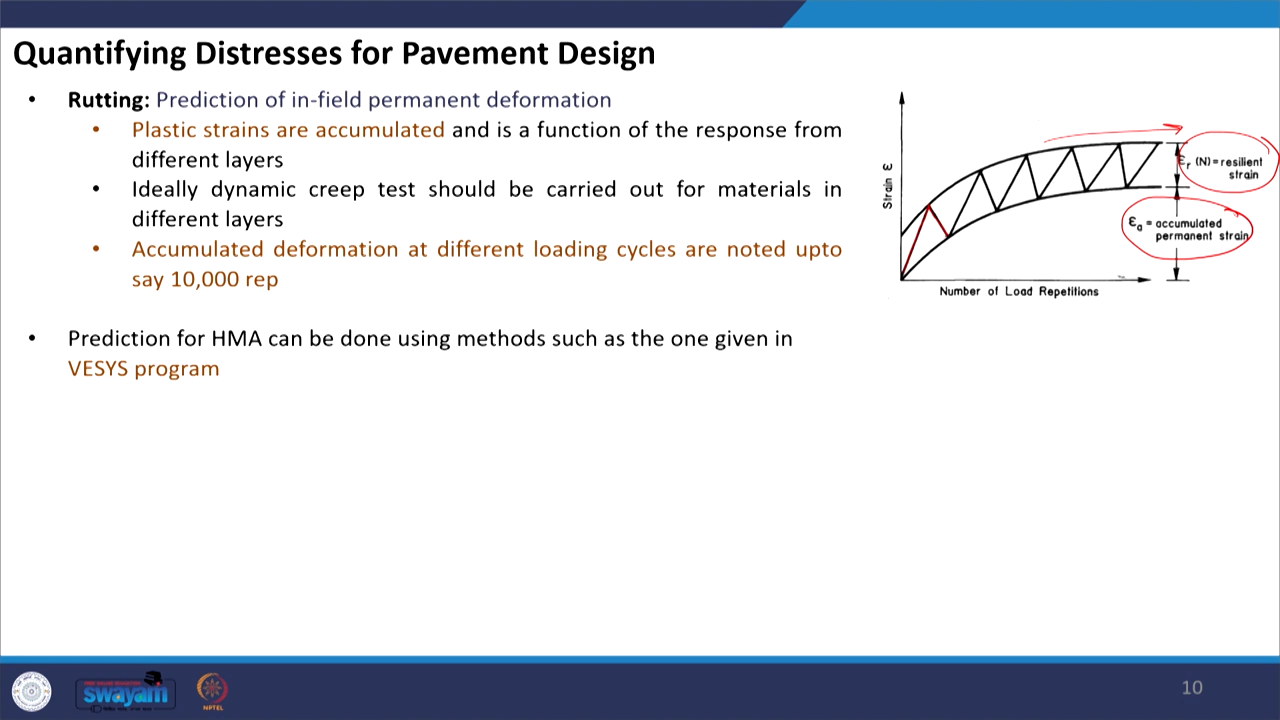 Quantifying Distresses for Pavement Design
• Rutting: Prediction of in-field permanent deformation
• Plastic strains are accumulated and is a function of the response from
different layers
• Ideally dynamic creep test should be carried out for materials in
different layers
• Accumulated deformation at different loading cycles are noted upto
say 10,000 rep
• Prediction for HMA can be done using methods such as the one given in
VESYS program
Strain ε
εr (N)=resilient
strain
εa = accumulated
permanent strain
Number of Load Repetitions
swayam
NPTEL
10